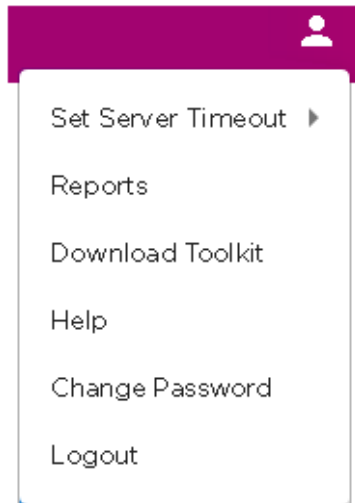 Set Server Timeout
Reports
Download Toolkit
Help
Change Password
Logout